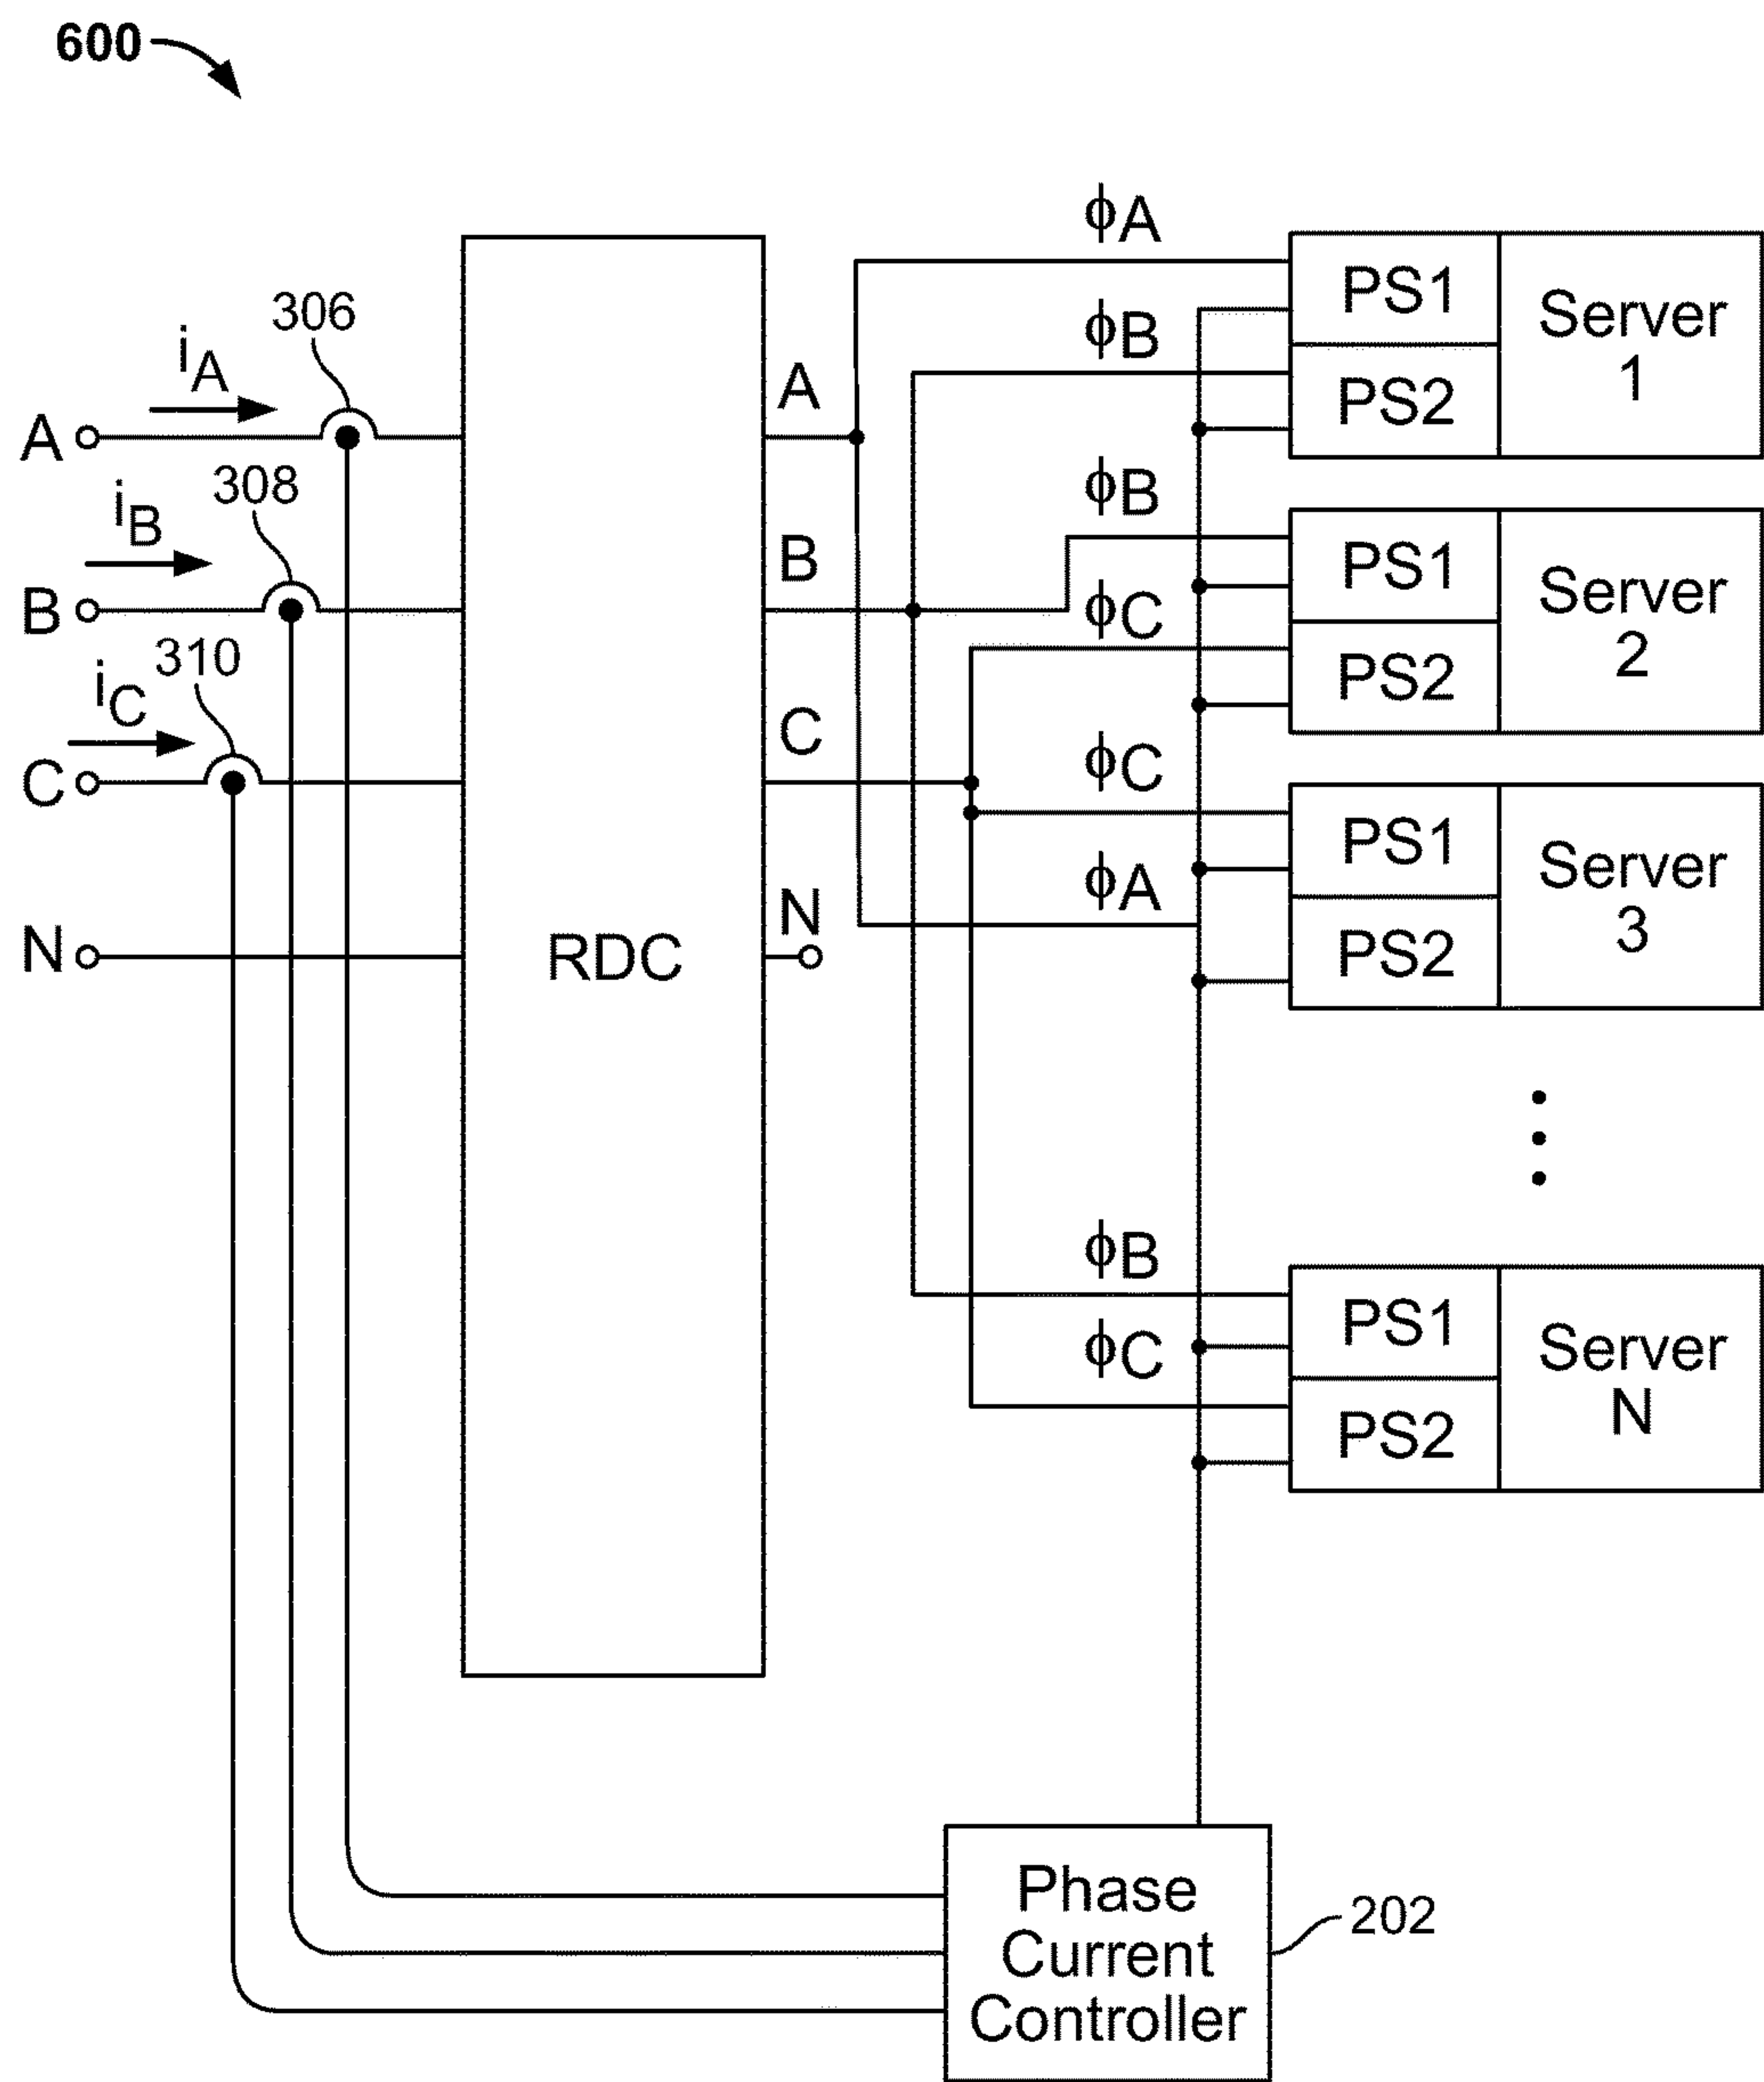 600
ϕA
PS1
Server
1
ϕB
PS2
306
iA
A
A
308
iB
B
B
ϕB
PS1
Server
2
ϕC
PS2
310
iC
C
C
ϕC
PS1
Server
3
ϕA
PS2
N
RDC
N
ϕB
PS1
Server
N
ϕC
PS2
Phase
Current
Controller
202